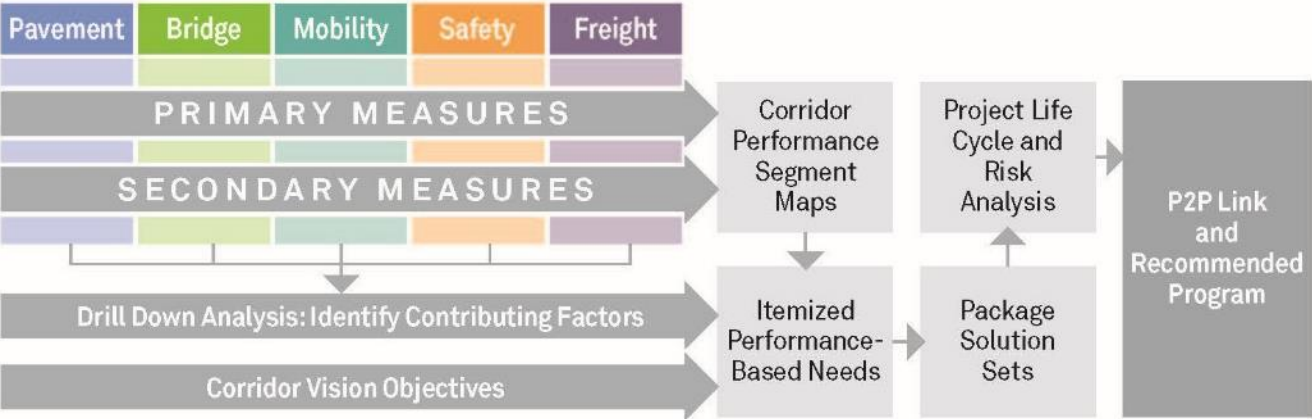 Pavement
Bridge
Mobility
Safety
Freight
PRIMARY MEASURES
SECONDARY MEASURES
Drill Down Analysis: Identify Contributing Factors
Corridor Vision Objectives
Corridor
Performance
Segment
Maps
Itemized
Performance-
Based Needs
Package
Solution
Sets
Project Life
Cycle and
Risk
Analysis
P2P Link
and
Recommended
Program